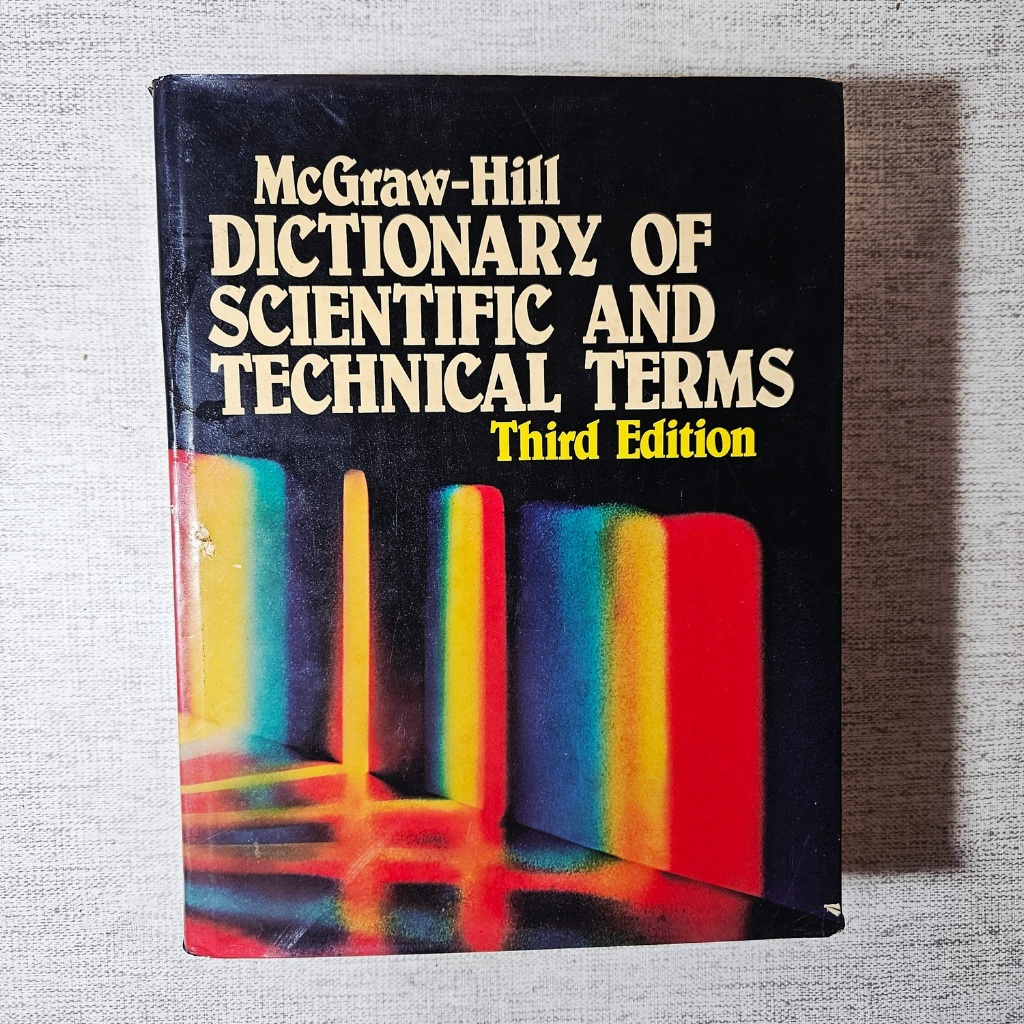 McGraw-Hill
DICTIONARY OF
SCIENTIFIC AND
TECHNICAL TERMS
Third Edition